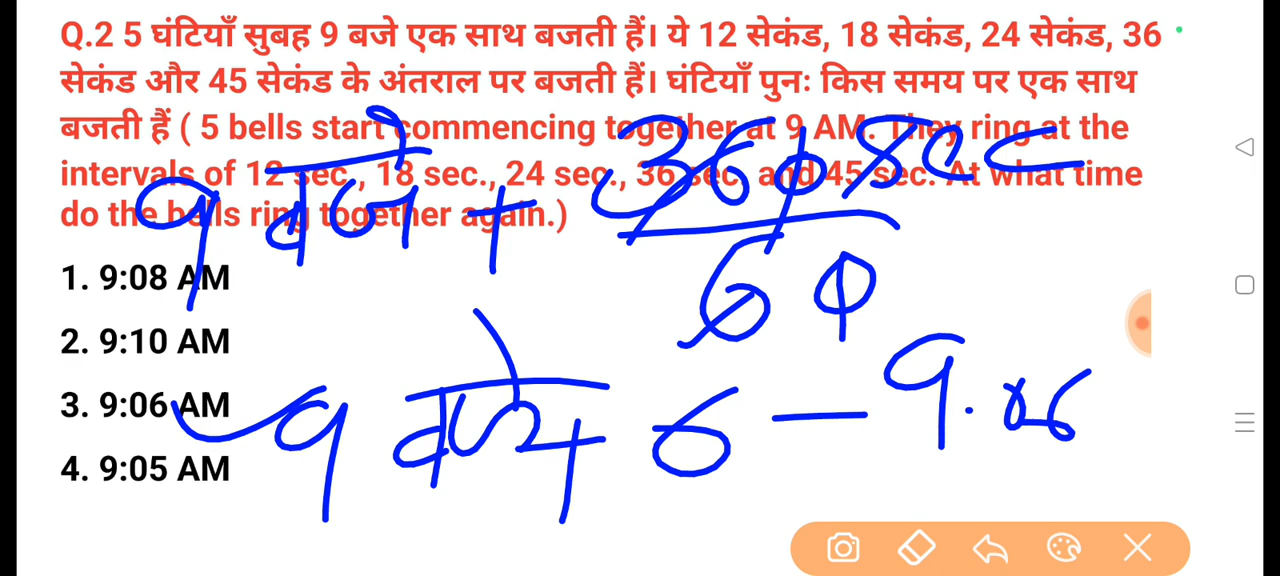 Q.2 5 घंटियाँ सुबह 9 बजे एक साथ बजती हैं। ये 12 सेकंड, 18 सेकंड, 24 सेकंड, 36
सेकंड और 45 सेकंड के अंतराल पर बजती हैं। घंटियाँ पुनः किस समय पर एक साथ
बजती हैं ( 5 bells start commencing together at 9 AM. They ring at the
intervals of 12 sec., 18 sec., 24 sec., 36 sec. and 45 sec. At what time
do the bells ring together again.)
9 बजे + 360 sec
60
1. 9:08 AM
2. 9:10 AM
3. 9:06 AM
9 बजे + 6 — 9.06
4. 9:05 AM